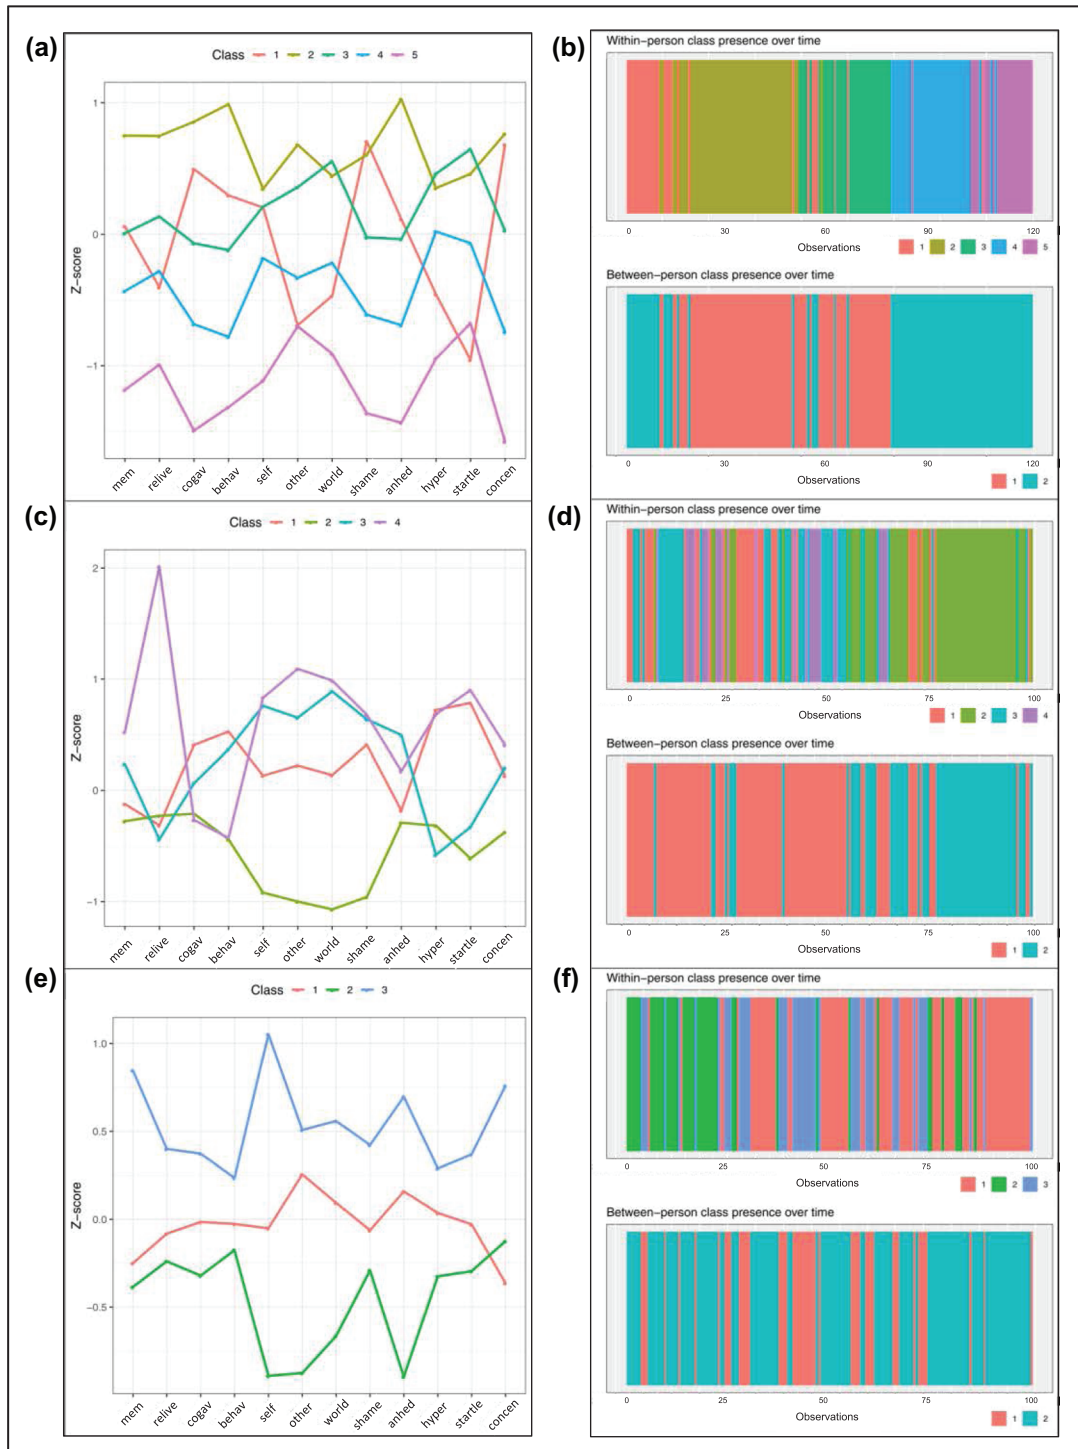 (a)
Class 1 2 3 4 5
Z-score
1
0
−1
mem relive cogav behav self other world shame anhed hyper startle concen
(b)
Within−person class presence over time
0 30 60 90 120
Observations
1 2 3 4 5
Between−person class presence over time
0 30 60 90 120
Observations
1 2
(c)
Class 1 2 3 4
Z-score
2
1
0
−1
mem relive cogav behav self other world shame anhed hyper startle concen
(d)
Within−person class presence over time
0 25 50 75 100
Observations
1 2 3 4
Between−person class presence over time
0 25 50 75 100
Observations
1 2
(e)
Class 1 2 3
Z-score
1.0
0.5
0.0
−0.5
mem relive cogav behav self other world shame anhed hyper startle concen
(f)
Within−person class presence over time
0 25 50 75 100
Observations
1 2 3
Between−person class presence over time
0 25 50 75 100
Observations
1 2